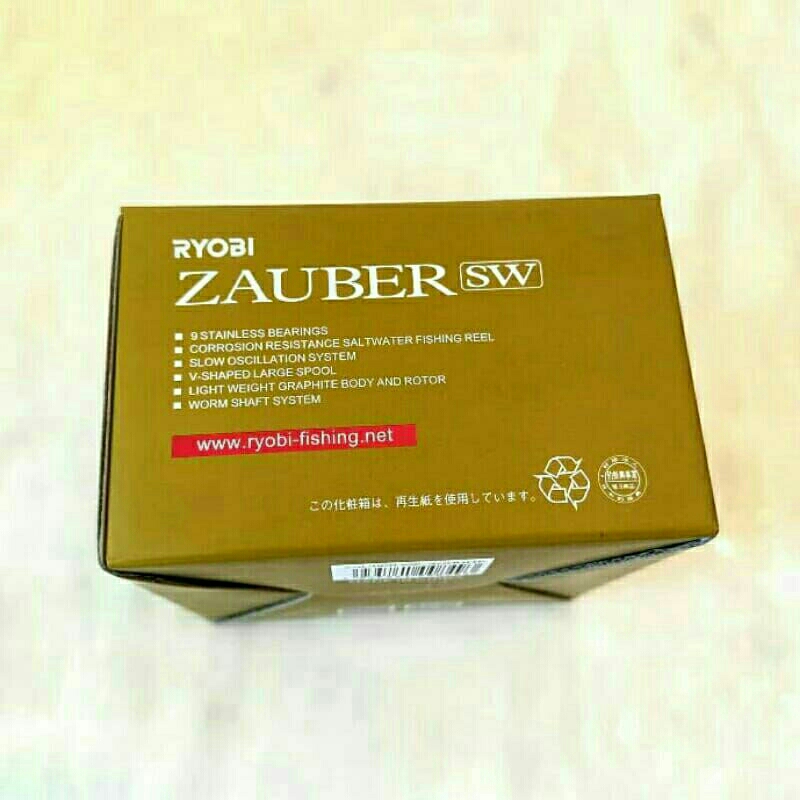 RYOBI
ZAUBER SW
■ 9 STAINLESS BEARINGS
■ CORROSION RESISTANCE SALTWATER FISHING REEL
■ SLOW OSCILLATION SYSTEM
■ V-SHAPED LARGE SPOOL
■ LIGHT WEIGHT GRAPHITE BODY AND ROTOR
■ WORM SHAFT SYSTEM
www.ryobi-fishing.net
この化粧箱は、再生紙を使用しています。